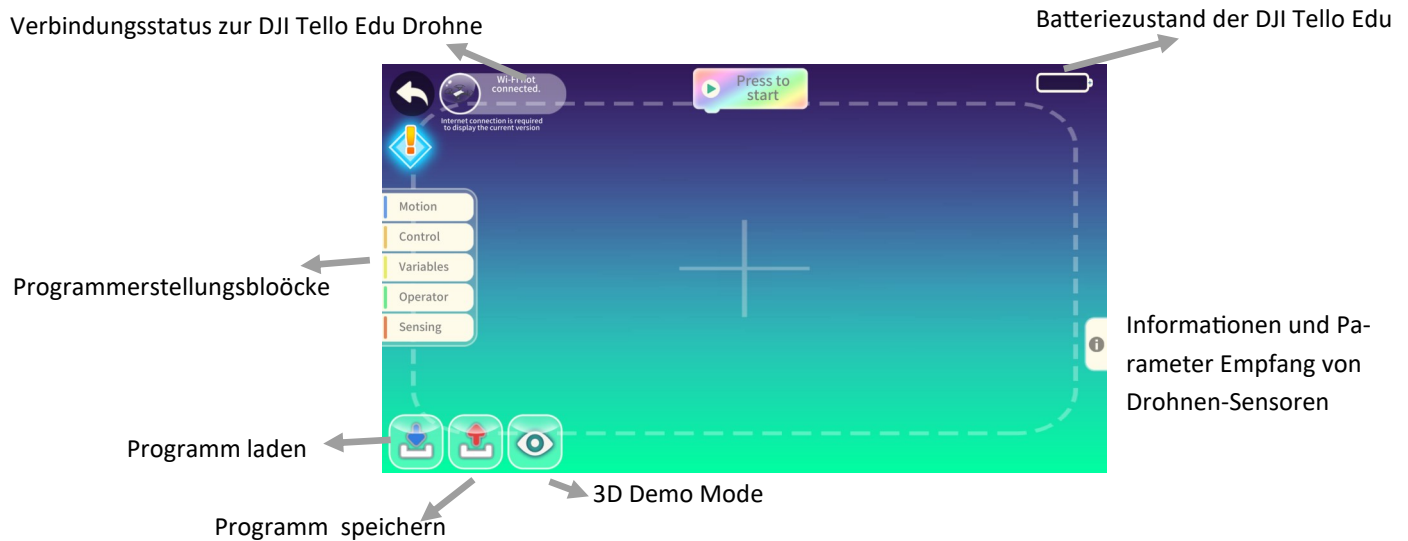 Verbindungsstatus zur DJI Tello Edu Drohne
Batteriezustand der DJI Tello Edu
Wi-Fi not
connected.
Internet connection is required
to display the current version
Press to
start
Motion
Control
Variables
Operator
Sensing
Programmerstellungsbloöcke
Informationen und Pa-
rameter Empfang von
Drohnen-Sensoren
Programm laden
3D Demo Mode
Programm speichern